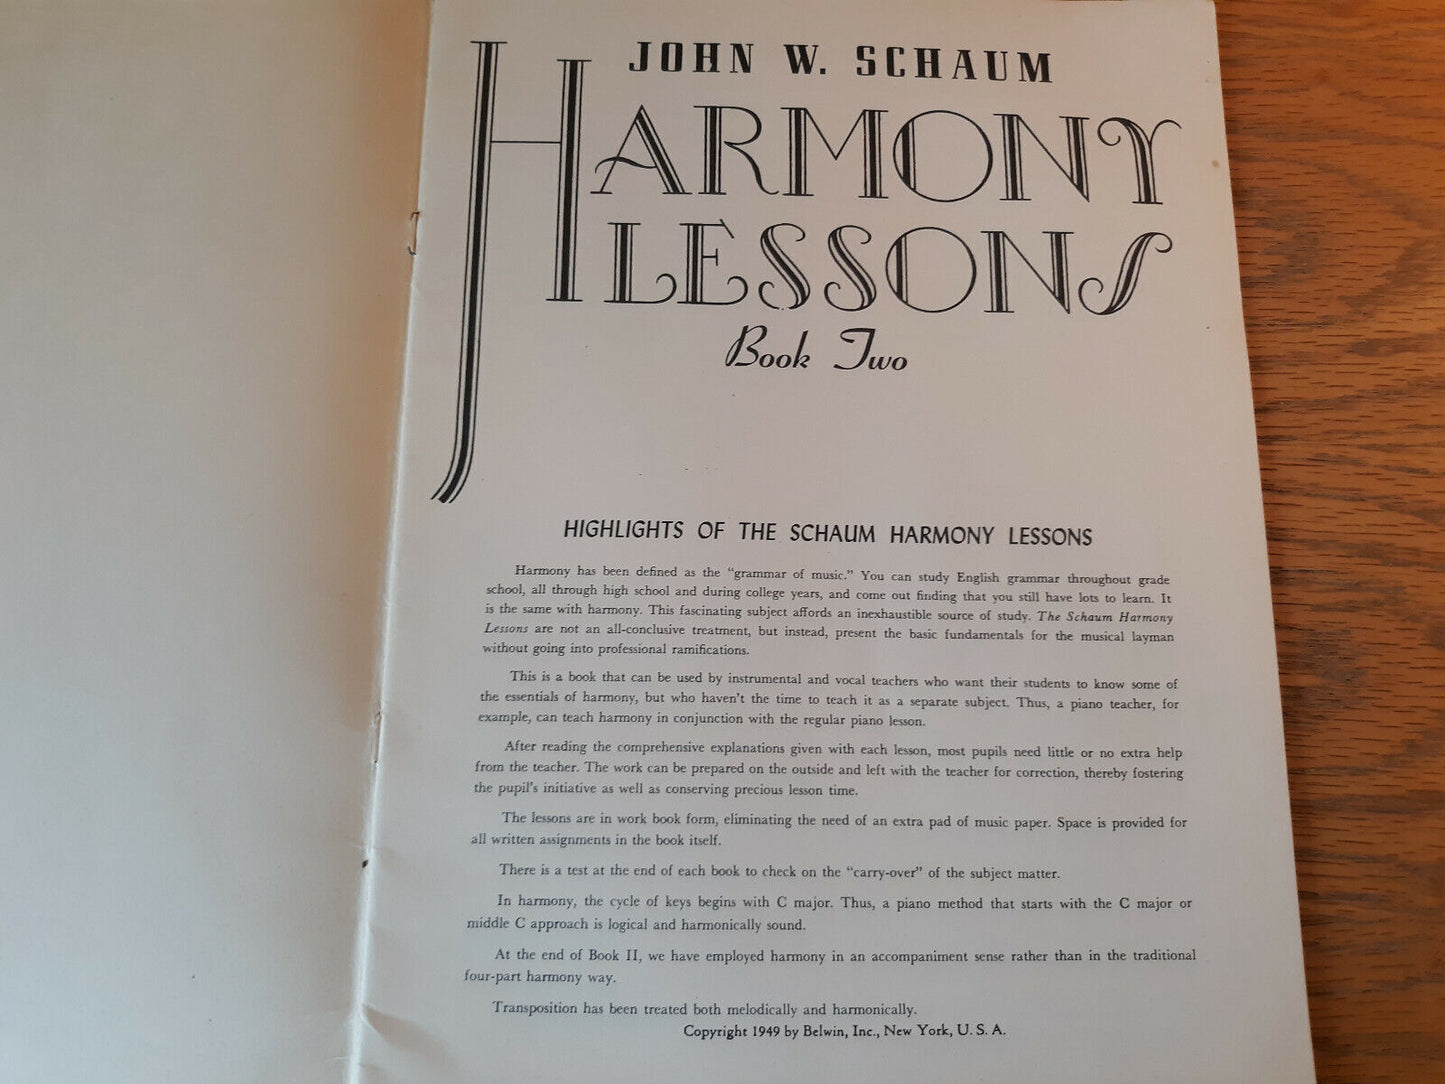 JOHN W. SCHAUM
HARMONY
LESSONS
Book Two
HIGHLIGHTS OF THE SCHAUM HARMONY LESSONS
Harmony has been defined as the "grammar of music." You can study English grammar throughout grade
school, all through high school and during college years, and come out finding that you still have lots to learn. It
is the same with harmony. This fascinating subject affords an inexhaustible source of study. The Schaum Harmony
Lessons are not an all-conclusive treatment, but instead, present the basic fundamentals for the musical layman
without going into professional ramifications.
This is a book that can be used by instrumental and vocal teachers who want their students to know some of
the essentials of harmony, but who haven't the time to teach it as a separate subject. Thus, a piano teacher, for
example, can teach harmony in conjunction with the regular piano lesson.
After reading the comprehensive explanations given with each lesson, most pupils need little or no extra help
from the teacher. The work can be prepared on the outside and left with the teacher for correction, thereby fostering
the pupil's initiative as well as conserving precious lesson time.
The lessons are in work book form, eliminating the need of an extra pad of music paper. Space is provided for
all written assignments in the book itself.
There is a test at the end of each book to check on the "carry-over" of the subject matter.
In harmony, the cycle of keys begins with C major. Thus, a piano method that starts with the C major or
middle C approach is logical and harmonically sound.
At the end of Book II, we have employed harmony in an accompaniment sense rather than in the traditional
four-part harmony way.
Transposition has been treated both melodically and harmonically.
Copyright 1949 by Belwin, Inc., New York, U. S. A.